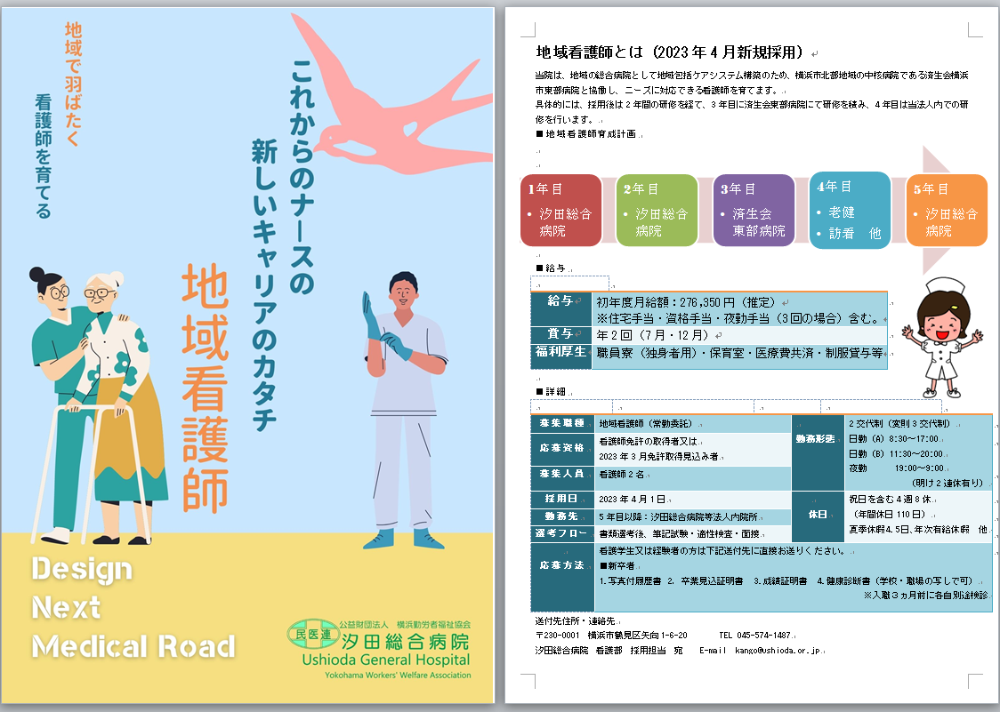 地域で羽ばたく
看護師を育てる
これからのナースの
新しいキャリアのカタチ
地域看護師
Design
Next
Medical Road
公益財団法人 横浜勤労者福祉協会
民医連
汐田総合病院
Ushioda General Hospital
Yokohama Workers' Welfare Association
地域看護師とは（2023年4月新規採用）
当院は、地域の総合病院として地域包括ケアシステム構築のため、横浜市北部地域の中核病院である済生会横浜
市東部病院と協働し、ニーズに対応できる看護師を育てます。
具体的には、採用後は2年間の研修を経て、3年目に済生会東部病院にて研修を積み、4年目は当法人内での研
修を行います。
■地域看護師育成計画
1年目
• 汐田総合
病院
2年目
• 汐田総合
病院
3年目
• 済生会
東部病院
4年目
• 老健
• 訪看 他
5年目
• 汐田総合
病院
■給与
給与
初年度月給額：276,350円（推定）
※住宅手当・資格手当・夜勤手当（3回の場合）含む。
賞与
年2回（7月・12月）
福利厚生
職員寮（独身者用）・保育室・医療費共済・制服貸与等
■詳細
募集職種
地域看護師（常勤委託）
応募資格
看護師免許の取得者又は
2023年3月免許取得見込み者
募集人員
看護師2名
採用日
2023年4月1日
勤務先
5年目以降：汐田総合病院等法人内院所
選考フロー
書類選考後、筆記試験・適性検査・面接
勤務形態
2交代制（変則3交代制）
日勤（A）8:30～17:00
日勤（B）11:30～20:00
夜勤 19:00～9:00
（明け2連休有り）
休日
祝日を含む4週8休
（年間休日110日）
夏季休暇4.5日、年次有給休暇 他
応募方法
看護学生又は経験者の方は下記送付先に直接お送りください。
■新卒者
1.写真付履歴書 2. 卒業見込証明書 3.成績証明書 4.健康診断書（学校・職場の写しで可）
※入職3ヵ月前に各自別途検診
送付先住所・連絡先
〒230-0001 横浜市鶴見区矢向1-6-20 TEL 045-574-1487
汐田総合病院 看護部 採用担当 宛 E-mail kango@ushioda.or.jp